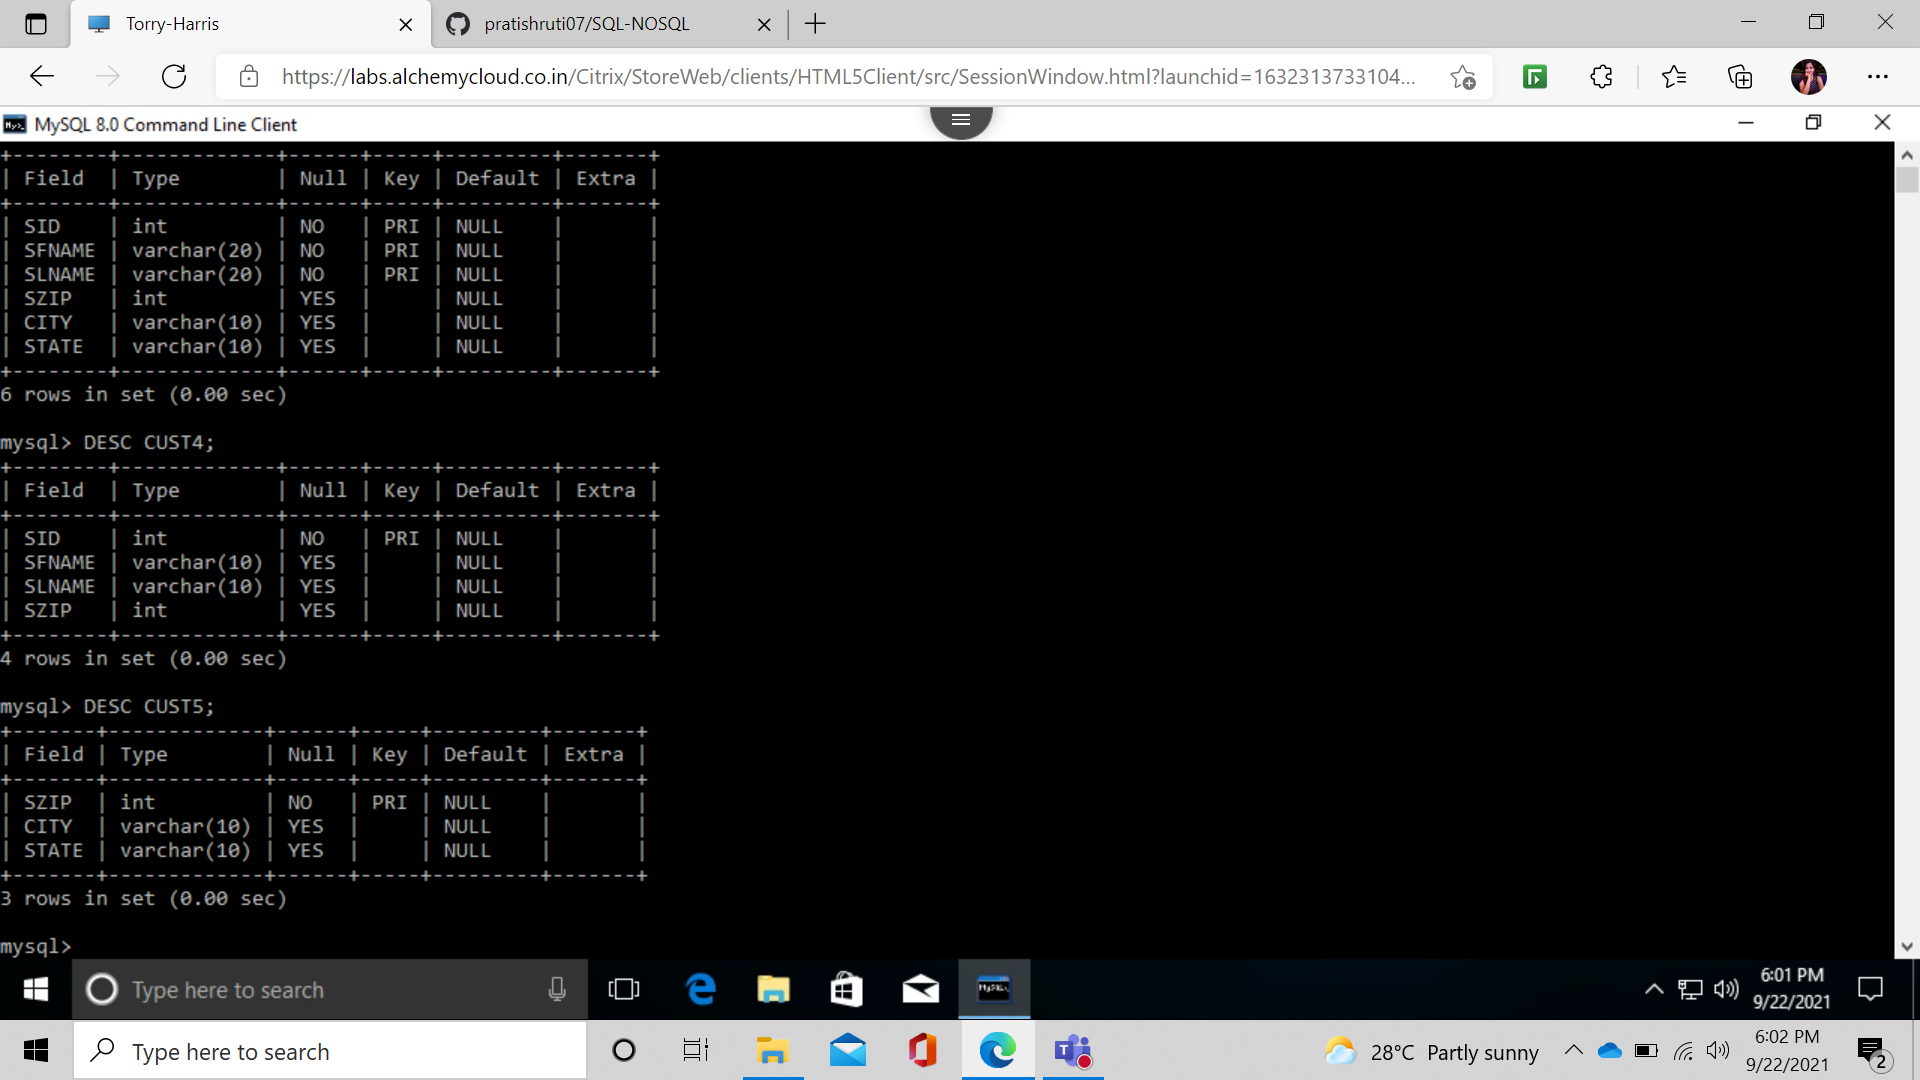 Torry-Harris
pratishruti07/SQL-NOSQL
https://labs.alchemycloud.co.in/Citrix/StoreWeb/clients/HTML5Client/src/SessionWindow.html?launchid=1632313733104...
MySQL 8.0 Command Line Client
+--------+-------------+------+-----+---------+-------+
| Field  | Type        | Null | Key | Default | Extra |
+--------+-------------+------+-----+---------+-------+
| SID    | int         | NO   | PRI | NULL    |       |
| SFNAME | varchar(20) | NO   | PRI | NULL    |       |
| SLNAME | varchar(20) | NO   | PRI | NULL    |       |
| SZIP   | int         | YES  |     | NULL    |       |
| CITY   | varchar(10) | YES  |     | NULL    |       |
| STATE  | varchar(10) | YES  |     | NULL    |       |
+--------+-------------+------+-----+---------+-------+
6 rows in set (0.00 sec)
mysql> DESC CUST4;
+--------+-------------+------+-----+---------+-------+
| Field  | Type        | Null | Key | Default | Extra |
+--------+-------------+------+-----+---------+-------+
| SID    | int         | NO   | PRI | NULL    |       |
| SFNAME | varchar(10) | YES  |     | NULL    |       |
| SLNAME | varchar(10) | YES  |     | NULL    |       |
| SZIP   | int         | YES  |     | NULL    |       |
+--------+-------------+------+-----+---------+-------+
4 rows in set (0.00 sec)
mysql> DESC CUST5;
+-------+-------------+------+-----+---------+-------+
| Field | Type        | Null | Key | Default | Extra |
+-------+-------------+------+-----+---------+-------+
| SZIP  | int         | NO   | PRI | NULL    |       |
| CITY  | varchar(10) | YES  |     | NULL    |       |
| STATE | varchar(10) | YES  |     | NULL    |       |
+-------+-------------+------+-----+---------+-------+
3 rows in set (0.00 sec)
mysql>
Type here to search
6:01 PM
9/22/2021
Type here to search
28°C Partly sunny
6:02 PM
9/22/2021
2